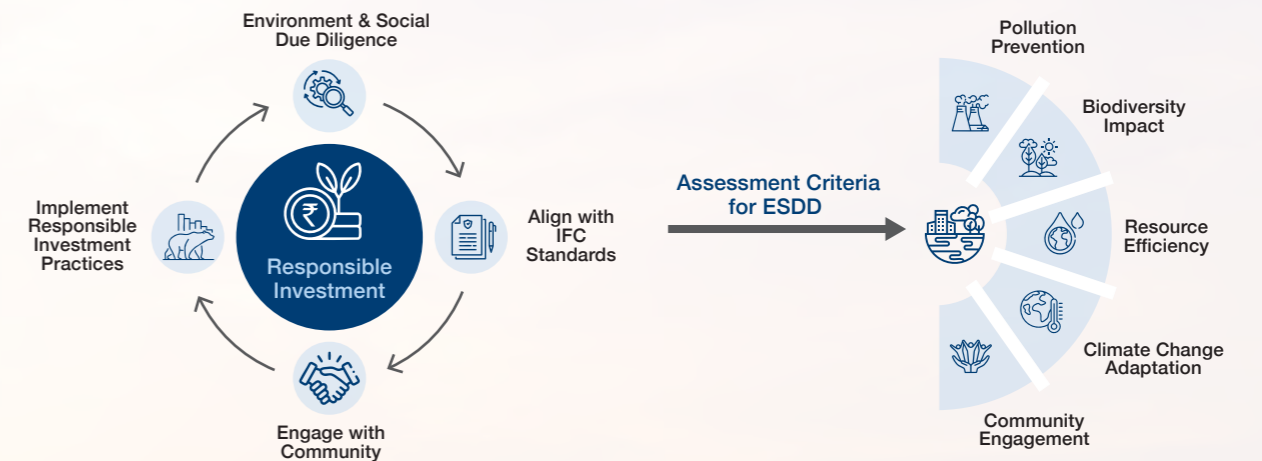 Environment & Social
Due Diligence
Implement
Responsible
Investment
Practices
₹
Responsible
Investment
Align with
IFC
Standards
Engage with
Community
Assessment Criteria
for ESDD
Pollution
Prevention
Biodiversity
Impact
Resource
Efficiency
Climate Change
Adaptation
Community
Engagement